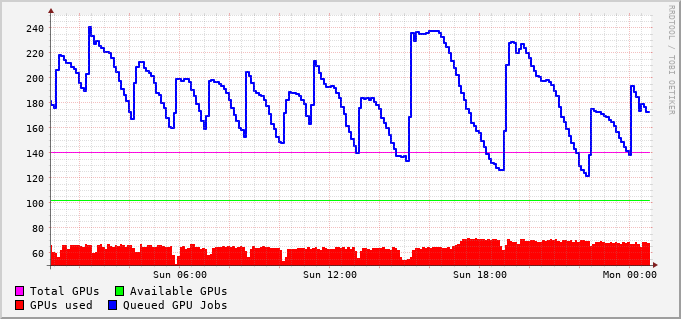 240
220
200
180
160
140
120
100
80
60
Sun 06:00 Sun 12:00 Sun 18:00 Mon 00:00
Total GPUs Available GPUs
GPUs used Queued GPU Jobs
RRDTOOL / TOBI OETIKER